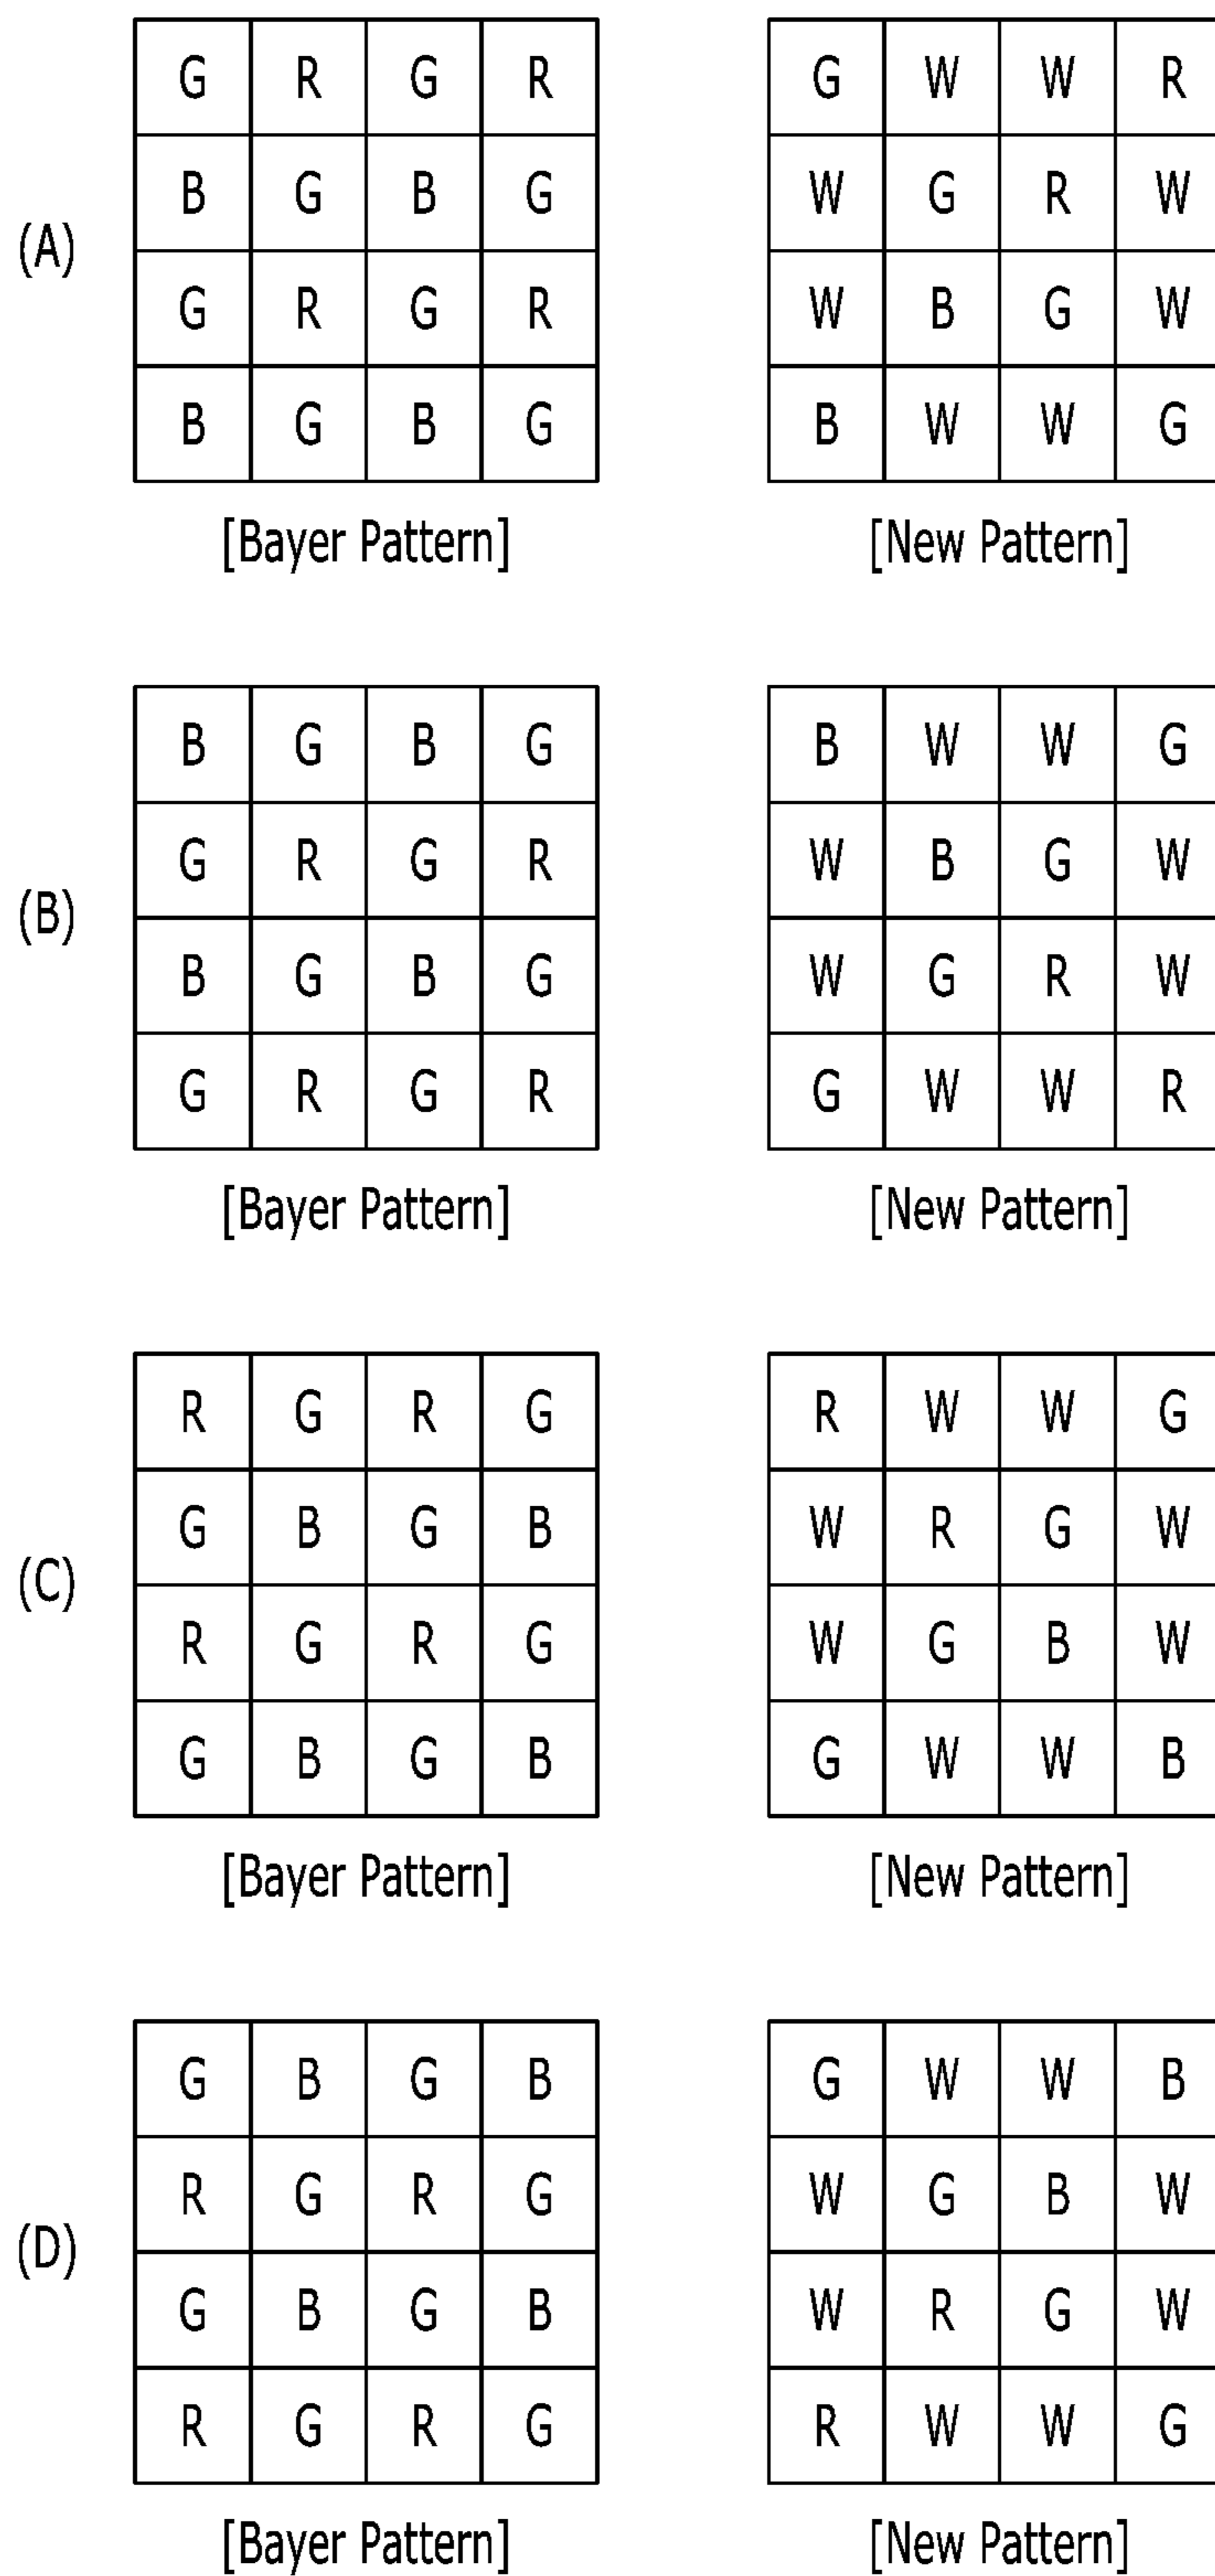 G R G R G W W R
B G B G W G R W
(A)
G R G R W B G W
B G B G B W W G
[Bayer Pattern] [New Pattern]
B G B G B W W G
G R G R W B G W
(B)
B G B G W G R W
G R G R G W W R
[Bayer Pattern] [New Pattern]
R G R G R W W G
G B G B W R G W
(C)
R G R G W G B W
G B G B G W W B
[Bayer Pattern] [New Pattern]
G B G B G W W B
R G R G W G B W
(D)
G B G B W R G W
R G R G R W W G
[Bayer Pattern] [New Pattern]